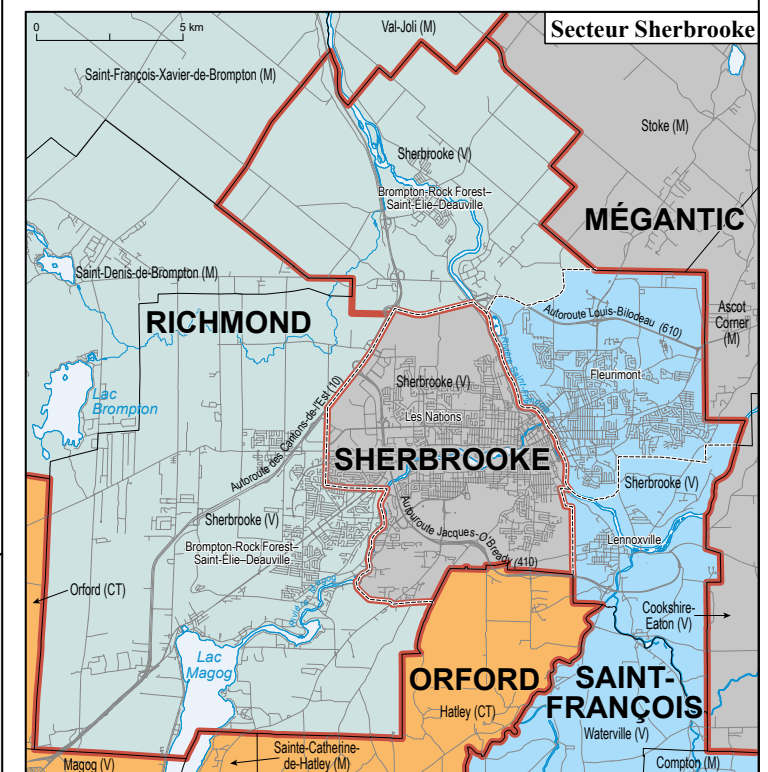 Secteur Sherbrooke
0 5 km
Val-Joli (M)
Saint-François-Xavier-de-Brompton (M)
Stoke (M)
Sherbrooke (V)
Brompton-Rock Forest–
Saint-Élie–Deauville
MÉGANTIC
Saint-Denis-de-Brompton (M)
RICHMOND
Autoroute Louis-Bilodeau (610)
Ascot
Corner
(M)
Fleurimont
Sherbrooke (V)
Les Nations
Lac
Brompton
Autoroute des Cantons-de-l'Est (10)
SHERBROOKE
Sherbrooke (V)
Sherbrooke (V)
Autouroute Jacques-O'Bready (410)
Lennoxville
Brompton-Rock Forest–
Saint-Élie–Deauville
Orford (CT)
Cookshire-
Eaton (V)
Lac
Magog
ORFORD
Hatley (CT)
SAINT-
FRANÇOIS
Waterville (V)
Sainte-Catherine-
de-Hatley (M)
Magog (V)
Compton (M)